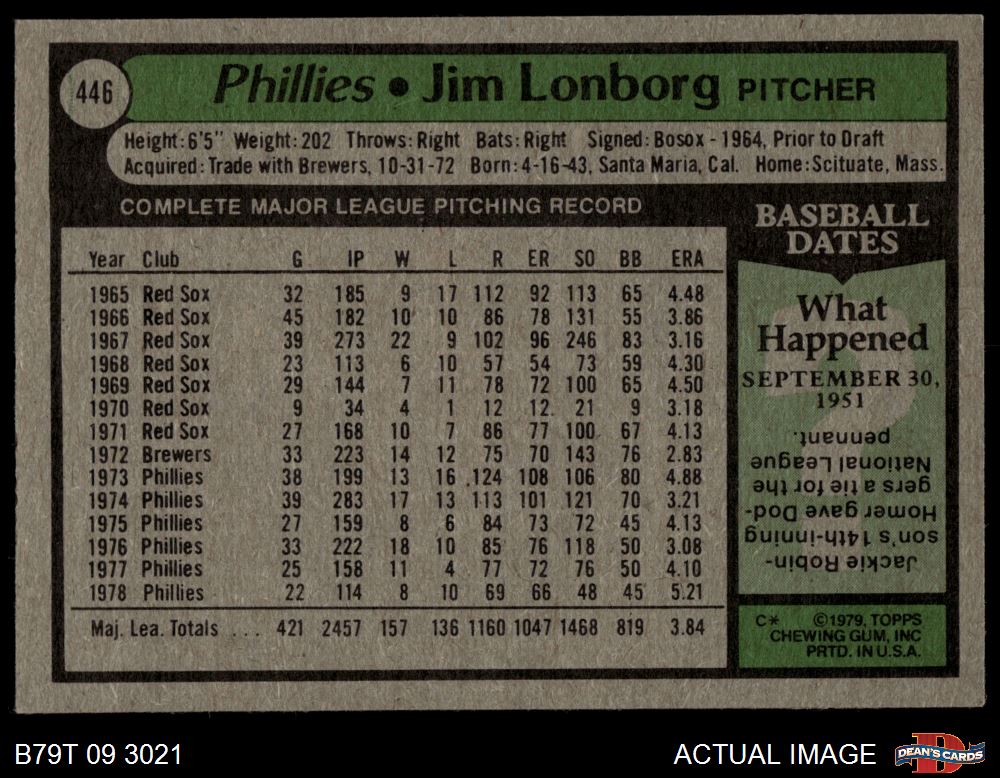 446
Phillies • Jim Lonborg PITCHER
Height:6'5" Weight:202 Throws:Right Bats:Right Signed:Bosox - 1964, Prior to Draft
Acquired:Trade with Brewers, 10-31-72 Born:4-16-43, Santa Maria, Cal. Home:Scituate, Mass.
COMPLETE MAJOR LEAGUE PITCHING RECORD
Year Club G IP W L R ER SO BB ERA
1965 Red Sox 32 185 9 17 112 92 113 65 4.48
1966 Red Sox 45 182 10 10 86 78 131 55 3.86
1967 Red Sox 39 273 22 9 102 96 246 83 3.16
1968 Red Sox 23 113 6 10 57 54 73 59 4.30
1969 Red Sox 29 144 7 11 78 72 100 65 4.50
1970 Red Sox 9 34 4 1 12 12 21 9 3.18
1971 Red Sox 27 168 10 7 86 77 100 67 4.13
1972 Brewers 33 223 14 12 75 70 143 76 2.83
1973 Phillies 38 199 13 16 124 108 106 80 4.88
1974 Phillies 39 283 17 13 113 101 121 70 3.21
1975 Phillies 27 159 8 6 84 73 72 45 4.13
1976 Phillies 33 222 18 10 85 76 118 50 3.08
1977 Phillies 25 158 11 4 77 72 76 50 4.10
1978 Phillies 22 114 8 10 69 66 48 45 5.21
Maj. Lea. Totals ... 421 2457 157 136 1160 1047 1468 819 3.84
BASEBALL
DATES
What
Happened
SEPTEMBER 30,
1951
Jackie Robin-
son's 14th-inning
Homer gave Dod-
gers a tie for the
National League
pennant.
C* ©1979, TOPPS
CHEWING GUM, INC
PRTD. IN U.S.A.
B79T 09 3021
ACTUAL IMAGE
DEAN'S CARDS